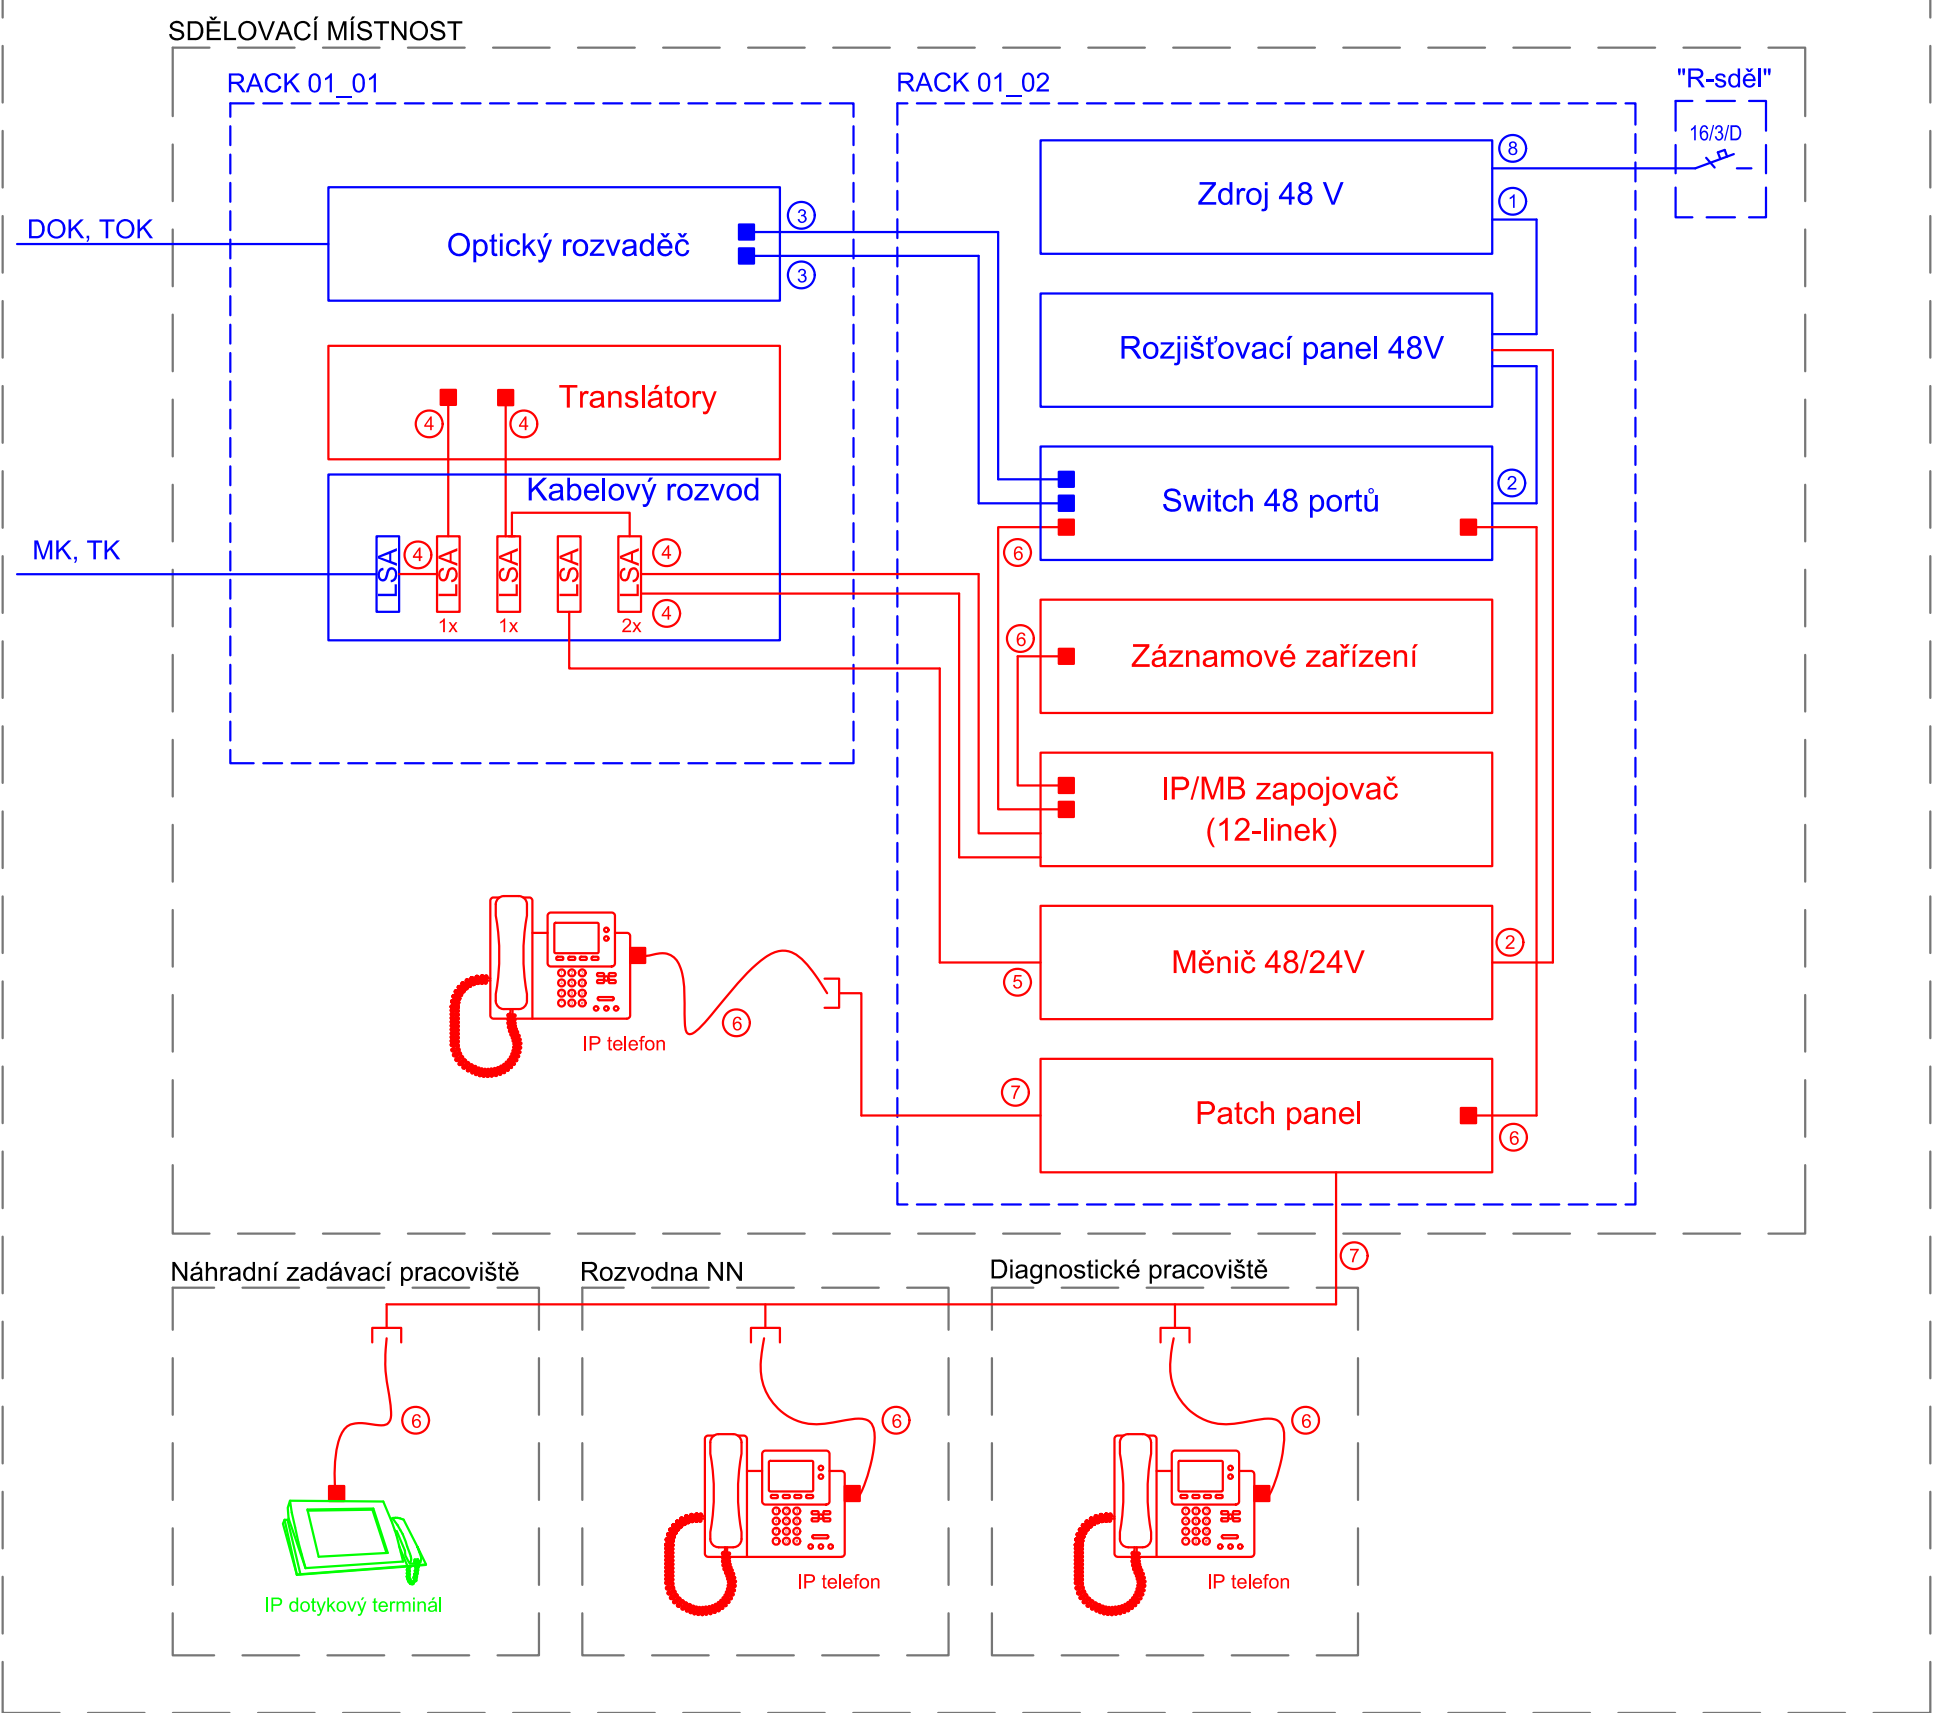 SDĚLOVACÍ MÍSTNOST
RACK 01_01
RACK 01_02
"R-sděl"
16/3/D
8
Zdroj 48 V
1
DOK, TOK
Optický rozvaděč
3
3
Rozjišťovací panel 48V
Translátory
4
4
Kabelový rozvod
Switch 48 portů
2
6
MK, TK
LSA
4
LSA
LSA
LSA
LSA
4
4
1x
1x
2x
6
Záznamové zařízení
IP/MB zapojovač
(12-linek)
Měnič 48/24V
2
5
6
IP telefon
7
Patch panel
6
7
Náhradní zadávací pracoviště
Rozvodna NN
Diagnostické pracoviště
6
6
6
IP dotykový terminál
IP telefon
IP telefon